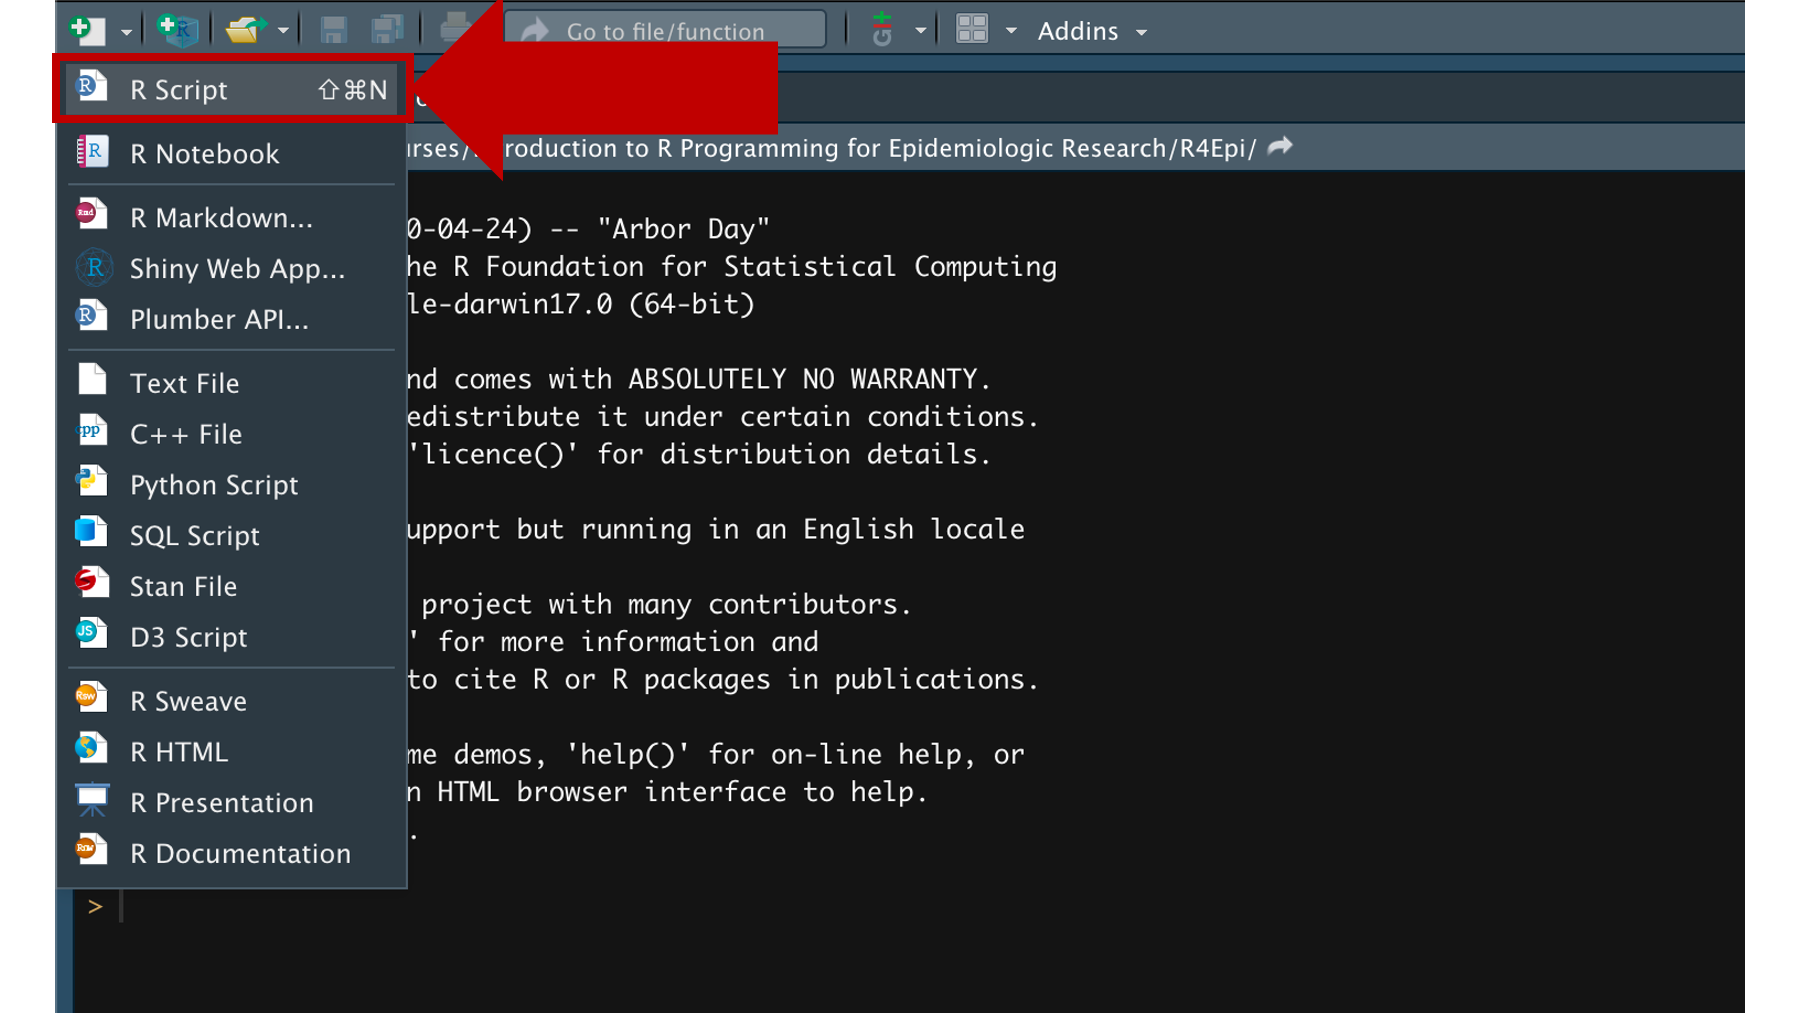 Go to file/function
Addins
R Script ⇧⌘N
R Notebook
R Markdown...
Shiny Web App...
Plumber API...
Text File
C++ File
Python Script
SQL Script
Stan File
D3 Script
R Sweave
R HTML
R Presentation
R Documentation
urses/ roduction to R Programming for Epidemiologic Research/R4Epi/
0-04-24) -- "Arbor Day"
he R Foundation for Statistical Computing
le-darwin17.0 (64-bit)
nd comes with ABSOLUTELY NO WARRANTY.
edistribute it under certain conditions.
'licence()' for distribution details.
upport but running in an English locale
project with many contributors.
' for more information and
to cite R or R packages in publications.
me demos, 'help()' for on-line help, or
n HTML browser interface to help.
.
>